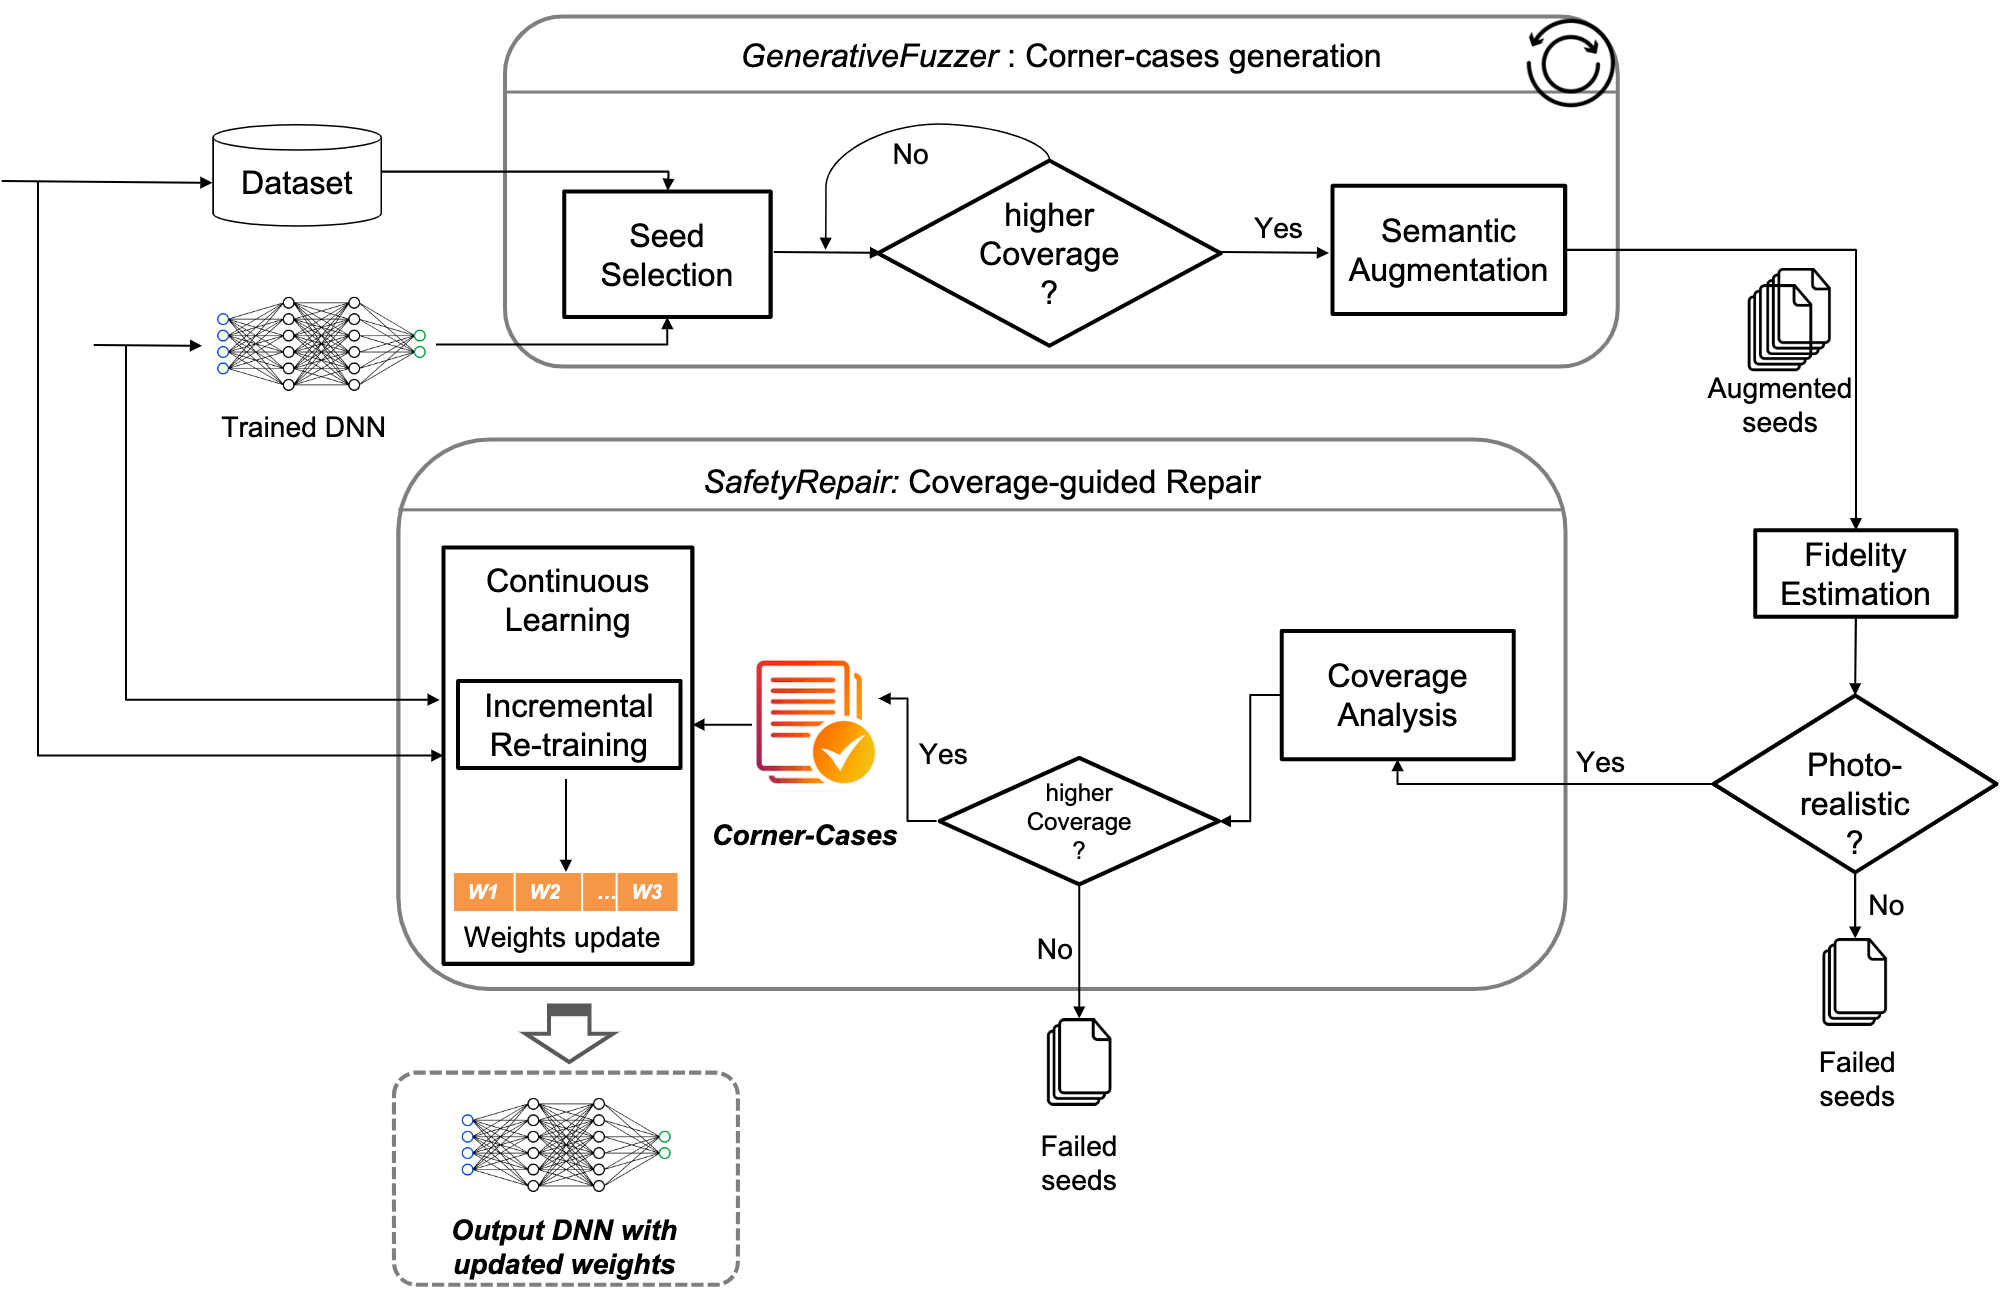 GenerativeFuzzer : Corner-cases generation
Dataset
No
Seed
Selection
higher
Coverage
?
Yes
Semantic
Augmentation
Trained DNN
Augmented
seeds
SafetyRepair: Coverage-guided Repair
Continuous
Learning
Incremental
Re-training
W1 W2 ... W3
Weights update
Corner-Cases
Yes
higher
Coverage
?
No
Coverage
Analysis
Yes
Fidelity
Estimation
Photo-
realistic
?
No
Failed
seeds
Failed
seeds
Output DNN with
updated weights